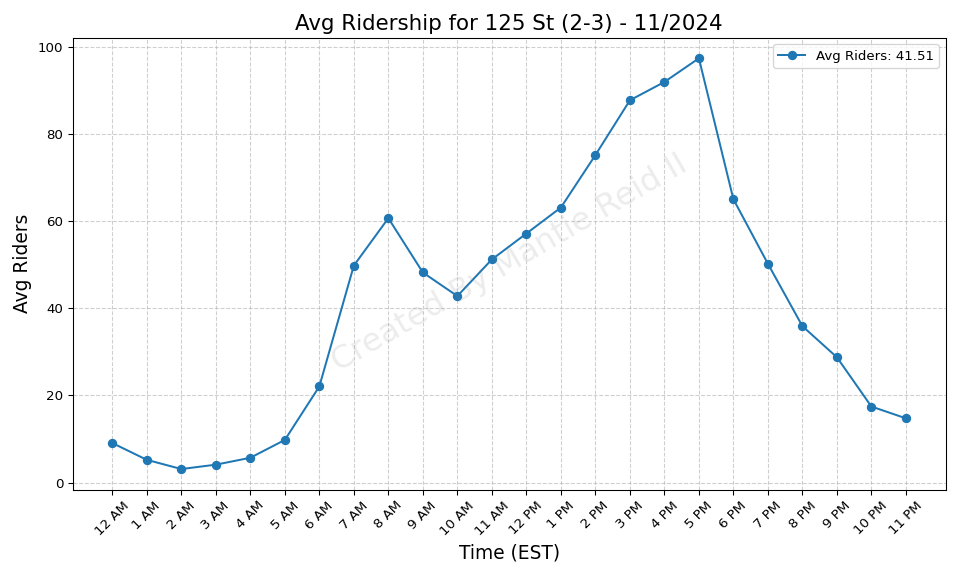 Avg Ridership for 125 St (2-3) - 11/2024
Avg Riders: 41.51
100
80
60
40
20
0
Avg Riders
Created By Mantle Reid II
12 AM
1 AM
2 AM
3 AM
4 AM
5 AM
6 AM
7 AM
8 AM
9 AM
10 AM
11 AM
12 PM
1 PM
2 PM
3 PM
4 PM
5 PM
6 PM
7 PM
8 PM
9 PM
10 PM
11 PM
Time (EST)